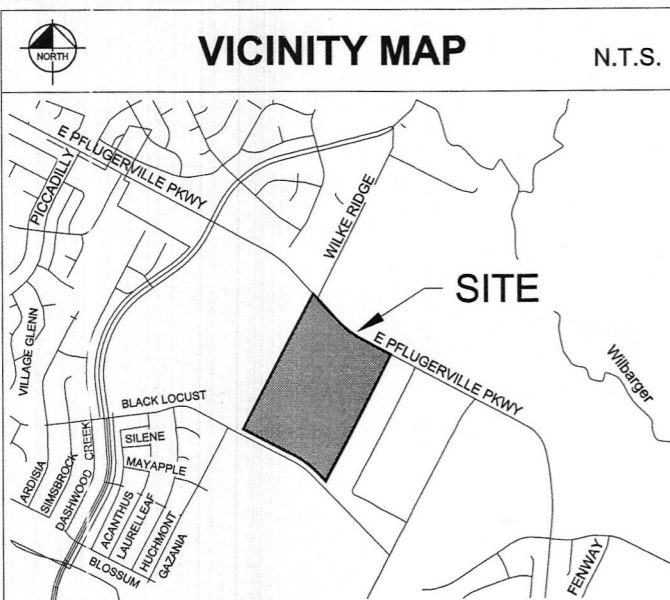 NORTH
VICINITY MAP
N.T.S.
E PFLUGERVILLE PKWY
PICCADILLY
WILKE RIDGE
SITE
E PFLUGERVILLE PKWY
Wilbarger
VILLAGE GLENN
BLACK LOCUST
SILENE
MAYAPPLE
ARDISIA
SIMSBROCK
DASHWOOD CREEK
ACANTHUS
LAURELLEAF
HUCHMONT
GAZANIA
BLOSSUM
FENWAY